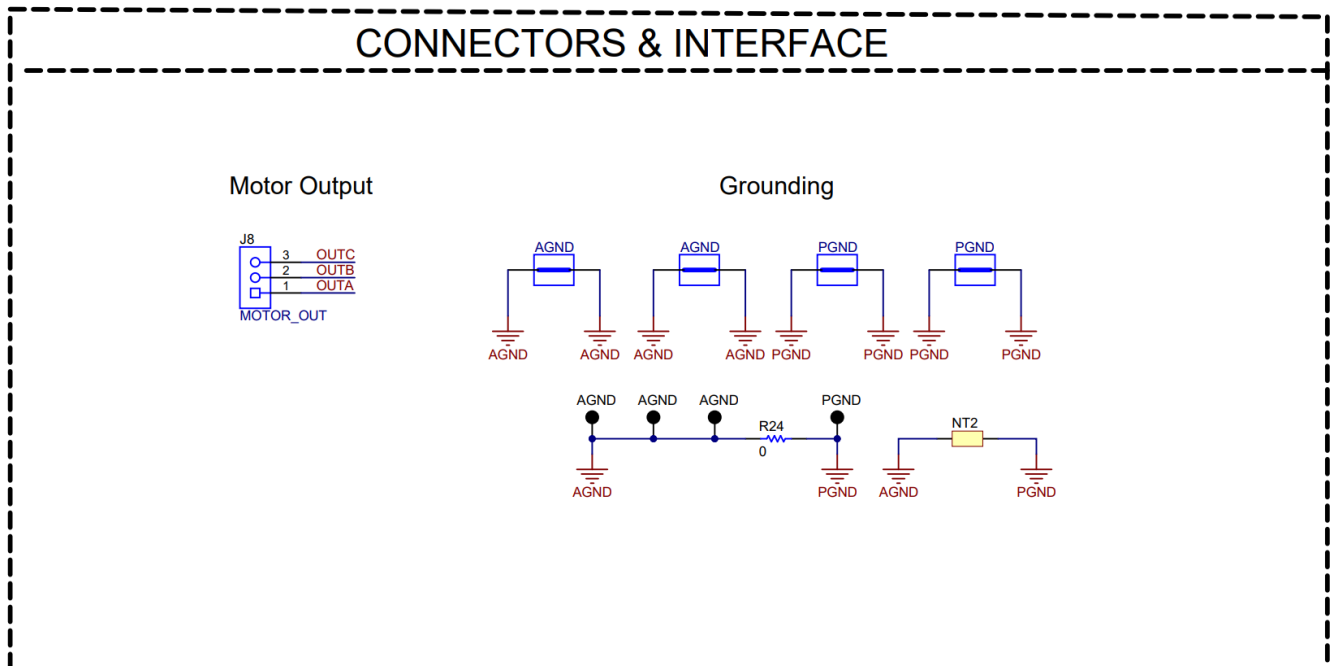 CONNECTORS & INTERFACE
Motor Output
Grounding
J8
3 OUTC
2 OUTB
1 OUTA
MOTOR_OUT
AGND AGND PGND PGND
AGND AGND AGND AGND PGND PGND PGND PGND
AGND AGND AGND PGND
R24
0
NT2
AGND PGND AGND PGND